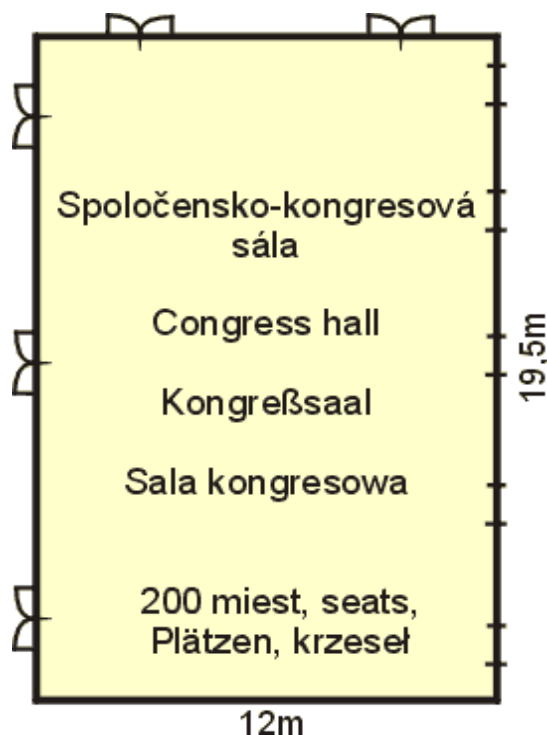 Spoločensko-kongresová
sála
Congress hall
Kongreßsaal
Sala kongresowa
200 miest, seats,
Plätzen, krzeseł
19,5m
12m